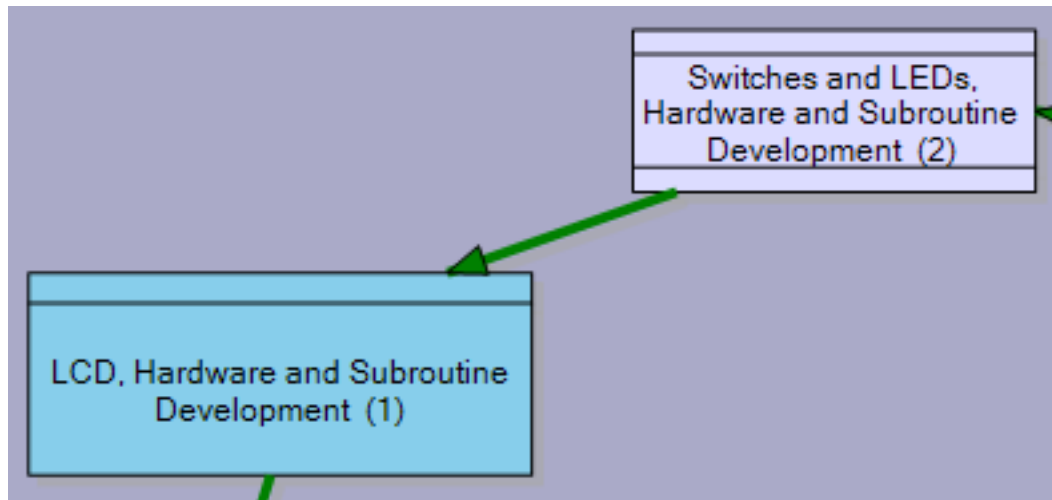 Switches and LEDs,
Hardware and Subroutine
Development (2)
LCD, Hardware and Subroutine
Development (1)